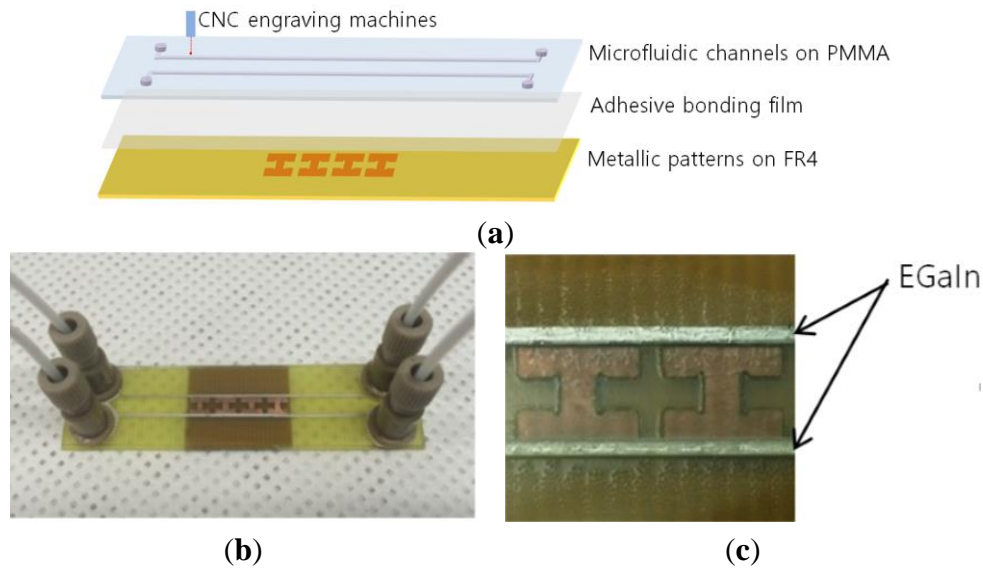 CNC engraving machines
Microfluidic channels on PMMA
Adhesive bonding film
Metallic patterns on FR4
(a)
EGaIn
(b)
(c)